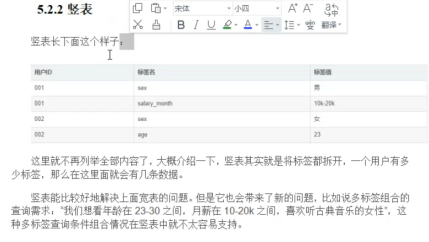 5.2.2 竖表
宋体 小四 A⁺ A⁻
B I U A A 翻译
竖表长下面这个样子:
用户ID 标签名 标签值
001 sex 男
001 salary_month 10k-20k
002 sex 女
002 age 23
这里就不再列举全部内容了,大概介绍一下,竖表其实就是将标签都拆开,一个用户有多
少标签,那么在这里面就会有几条数据。
竖表能比较好地解决上面宽表的问题。但是它也会带来了新的问题,比如说多标签组合的
查询需求:“我们想看年龄在 23-30 之间,月薪在 10-20k 之间,喜欢听古典音乐的女性”,这
种多标签查询条件组合情况在竖表中就不太容易支持。